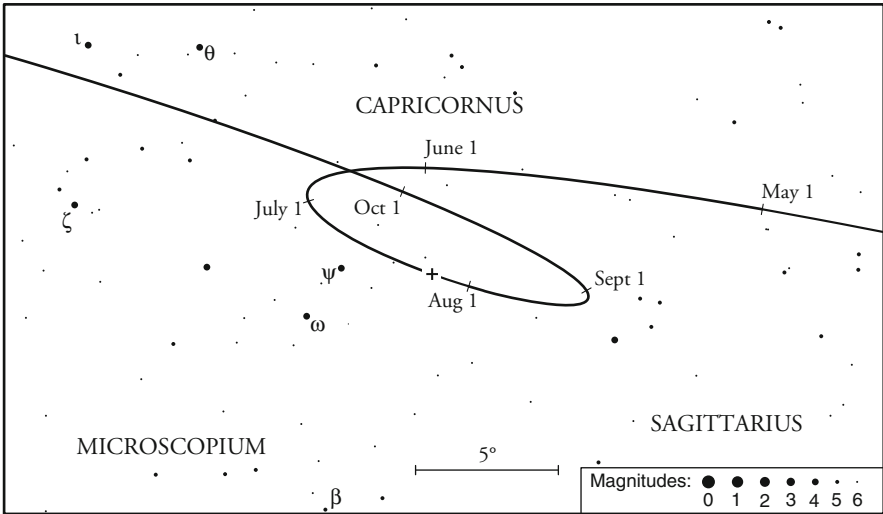 ι
θ
CAPRICORNUS
June 1
May 1
July 1
Oct 1
ζ
ψ
Aug 1
Sept 1
ω
MICROSCOPIUM
SAGITTARIUS
5º
β
Magnitudes:
0 1 2 3 4 5 6